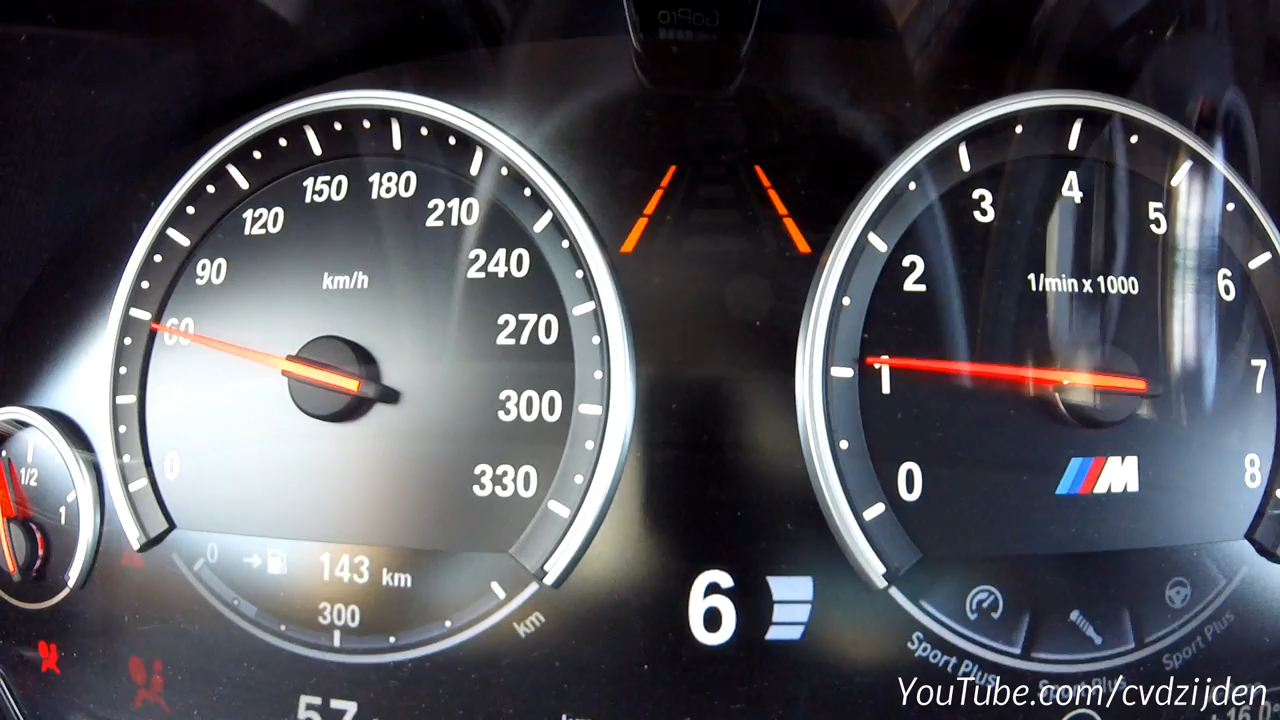 GoPro
150 180
120
210
90
km/h
240
60
270
300
0
330
1/2
1
0
143 km
300
km
57
6
3
4
5
2
1/min x 1000
6
1
7
M
0
8
Sport Plus
Sport Plus
Sport Plus
YouTube.com/cvdzijden